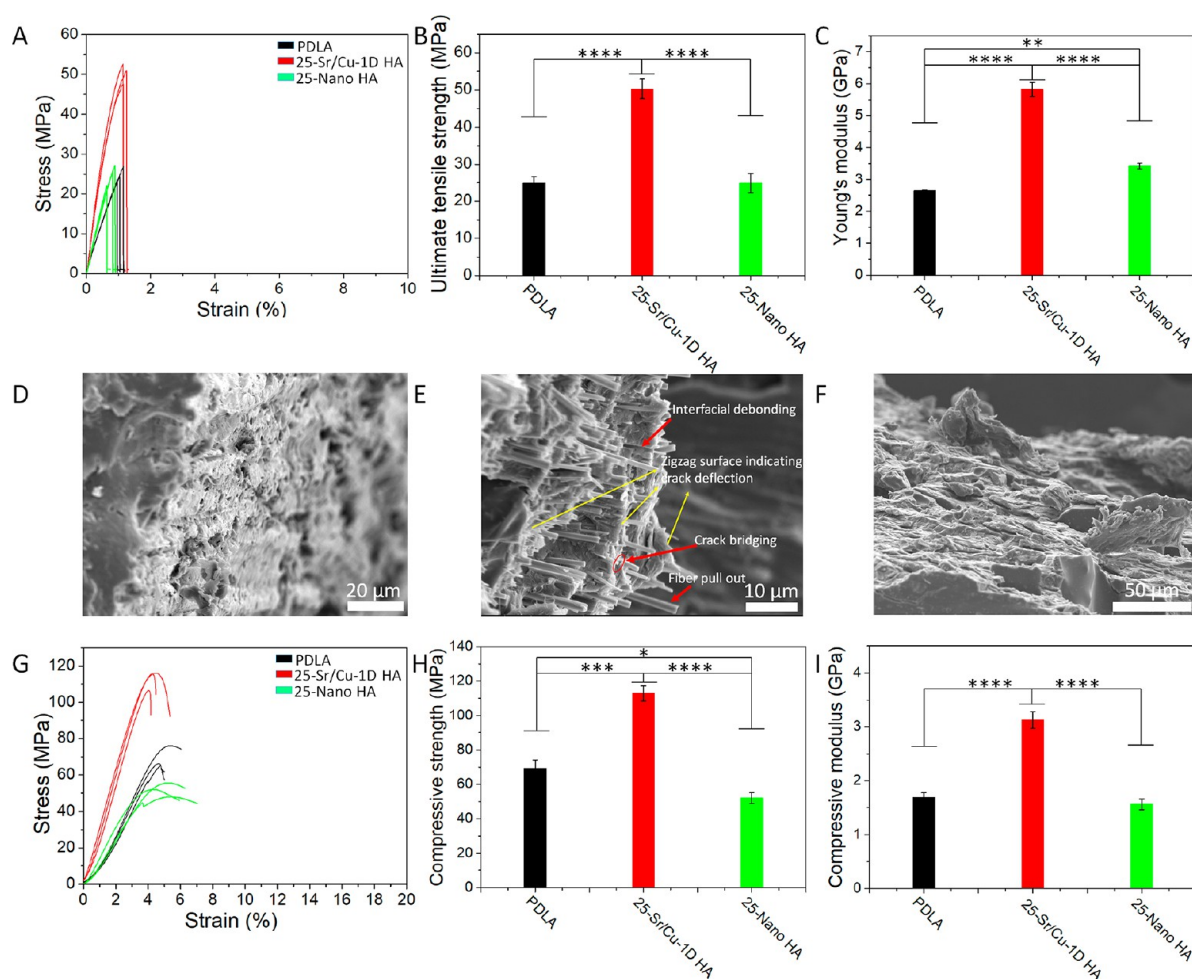 A
Stress (MPa)
60
50
40
30
20
10
0
0 2 4 6 8 10
Strain (%)
PDLA
25-Sr/Cu-1D HA
25-Nano HA
B
Ultimate tensile strength (MPa)
60
50
40
30
20
10
0
**** ****
PDLA
25-Sr/Cu-1D HA
25-Nano HA
C
Young's modulus (GPa)
7
6
5
4
3
2
1
0
**
**** ****
PDLA
25-Sr/Cu-1D HA
25-Nano HA
D
20 µm
E
Interfacial debonding
Zigzag surface indicating
crack deflection
Crack bridging
Fiber pull out
10 µm
F
50 µm
G
Stress (MPa)
120
100
80
60
40
20
0
0 2 4 6 8 10 12 14 16 18 20
Strain (%)
PDLA
25-Sr/Cu-1D HA
25-Nano HA
H
Compressive strength (MPa)
140
120
100
80
60
40
20
0
*
*** ****
PDLA
25-Sr/Cu-1D HA
25-Nano HA
I
Compressive modulus (GPa)
4
3
2
1
0
**** ****
PDLA
25-Sr/Cu-1D HA
25-Nano HA